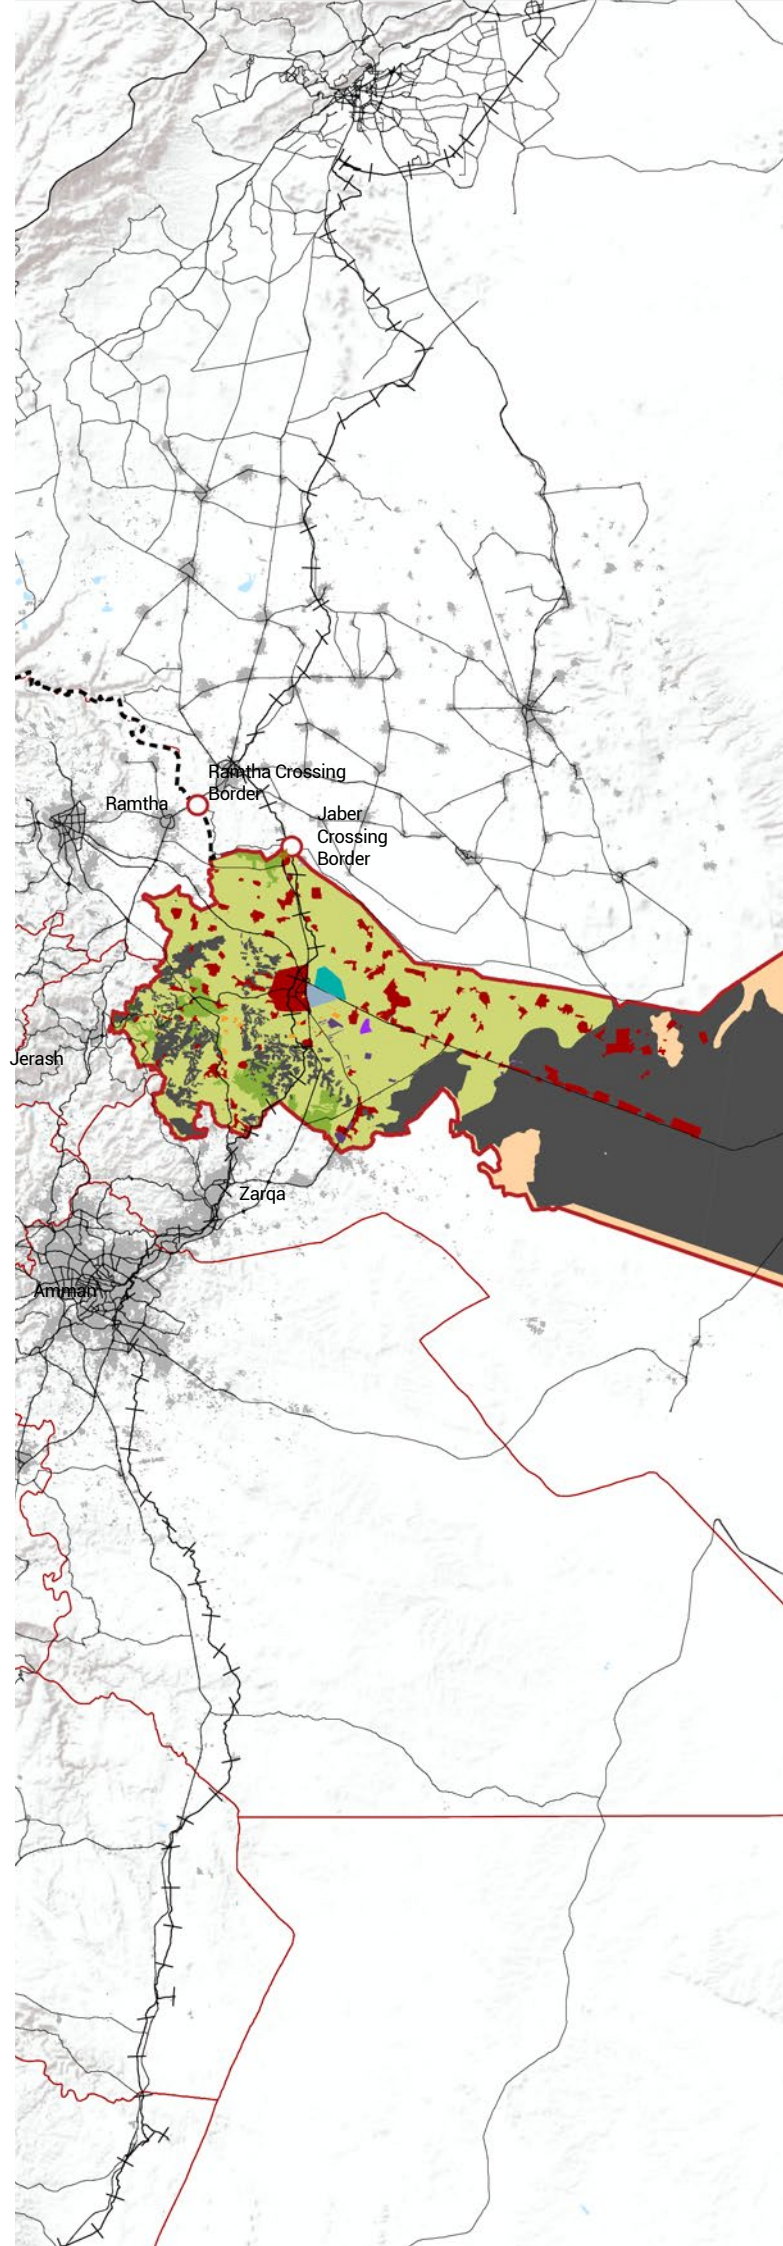 Ramtha Crossing
Border
Ramtha
Jaber
Crossing
Border
Jerash
Zarqa
Amman